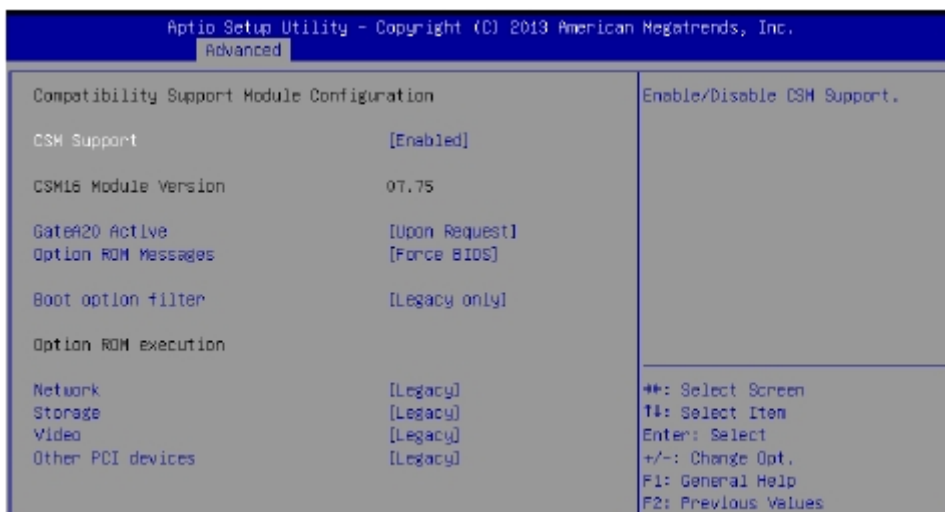 Aptio Setup Utility - Copyright (C) 2013 American Negatrends, Inc.
Advanced
Compatibility Support Module Configuration
CSM Support [Enabled]
CSM16 Module Version 07.75
GateA20 Active [Upon Request]
Option ROM Messages [Force BIOS]
Boot option filter [Legacy only]
Option ROM execution
Network [Legacy]
Storage [Legacy]
Video [Legacy]
Other PCI devices [Legacy]
Enable/Disable CSM Support.
→←: Select Screen
↑↓: Select Item
Enter: Select
+/-: Change Opt.
F1: General Help
F2: Previous Values